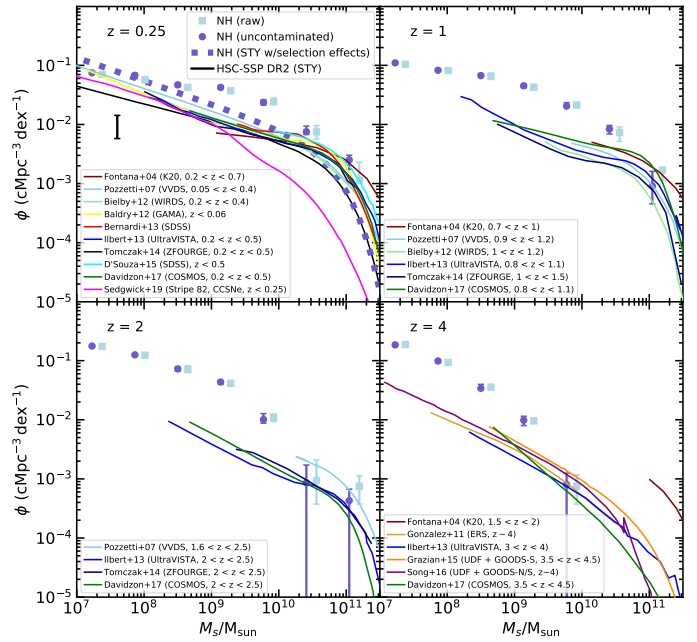 z = 0.25
NH (raw)
NH (uncontaminated)
NH (STY w/selection effects)
HSC-SSP DR2 (STY)
Fontana+04 (K20, 0.2 < z < 0.7)
Pozzetti+07 (VVDS, 0.05 < z < 0.4)
Bielby+12 (WIRDS, 0.2 < z < 0.4)
Baldry+12 (GAMA), z < 0.06
Bernardi+13 (SDSS)
Ilbert+13 (UltraVISTA, 0.2 < z < 0.5)
Tomczak+14 (ZFOURGE, 0.2 < z < 0.5)
D'Souza+15 (SDSS), z < 0.5
Davidzon+17 (COSMOS, 0.2 < z < 0.5)
Sedgwick+19 (Stripe 82, CCSNe, z < 0.25)
10⁻¹
10⁻²
10⁻³
10⁻⁴
10⁻⁵
ϕ (cMpc⁻³ dex⁻¹)
z = 1
Fontana+04 (K20, 0.7 < z < 1)
Pozzetti+07 (VVDS, 0.9 < z < 1.2)
Bielby+12 (WIRDS, 1 < z < 1.2)
Ilbert+13 (UltraVISTA, 0.8 < z < 1.1)
Tomczak+14 (ZFOURGE, 1 < z < 1.5)
Davidzon+17 (COSMOS, 0.8 < z < 1.1)
z = 2
Pozzetti+07 (VVDS, 1.6 < z < 2.5)
Ilbert+13 (UltraVISTA, 2 < z < 2.5)
Tomczak+14 (ZFOURGE, 2 < z < 2.5)
Davidzon+17 (COSMOS, 2 < z < 2.5)
10⁻¹
10⁻²
10⁻³
10⁻⁴
10⁻⁵
ϕ (cMpc⁻³ dex⁻¹)
10⁷ 10⁸ 10⁹ 10¹⁰ 10¹¹
Mₛ/M_sun
z = 4
Fontana+04 (K20, 1.5 < z < 2)
Gonzalez+11 (ERS, z~ 4)
Ilbert+13 (UltraVISTA, 3 < z < 4)
Grazian+15 (UDF + GOODS-S, 3.5 < z < 4.5)
Song+16 (UDF + GOODS-N/S, z~4)
Davidzon+17 (COSMOS, 3.5 < z < 4.5)
10⁷ 10⁸ 10⁹ 10¹⁰ 10¹¹
Mₛ/M_sun